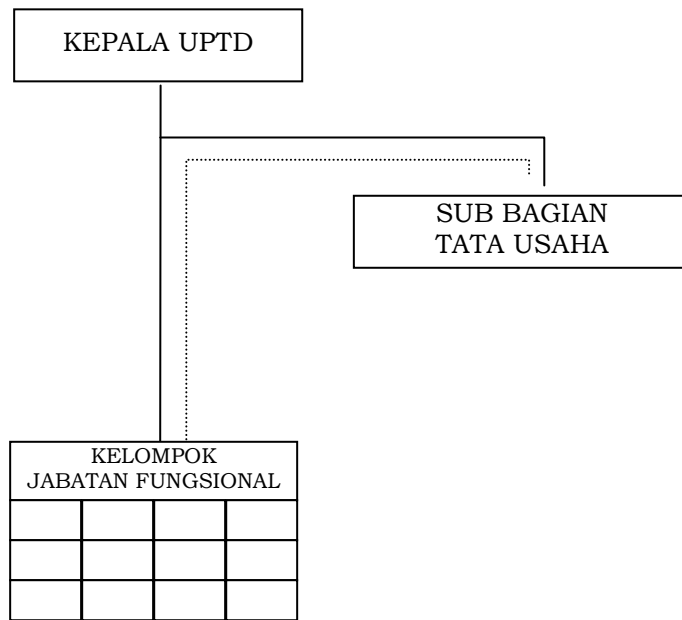 KEPALA UPTD
SUB BAGIAN
TATA USAHA
KELOMPOK
JABATAN FUNGSIONAL